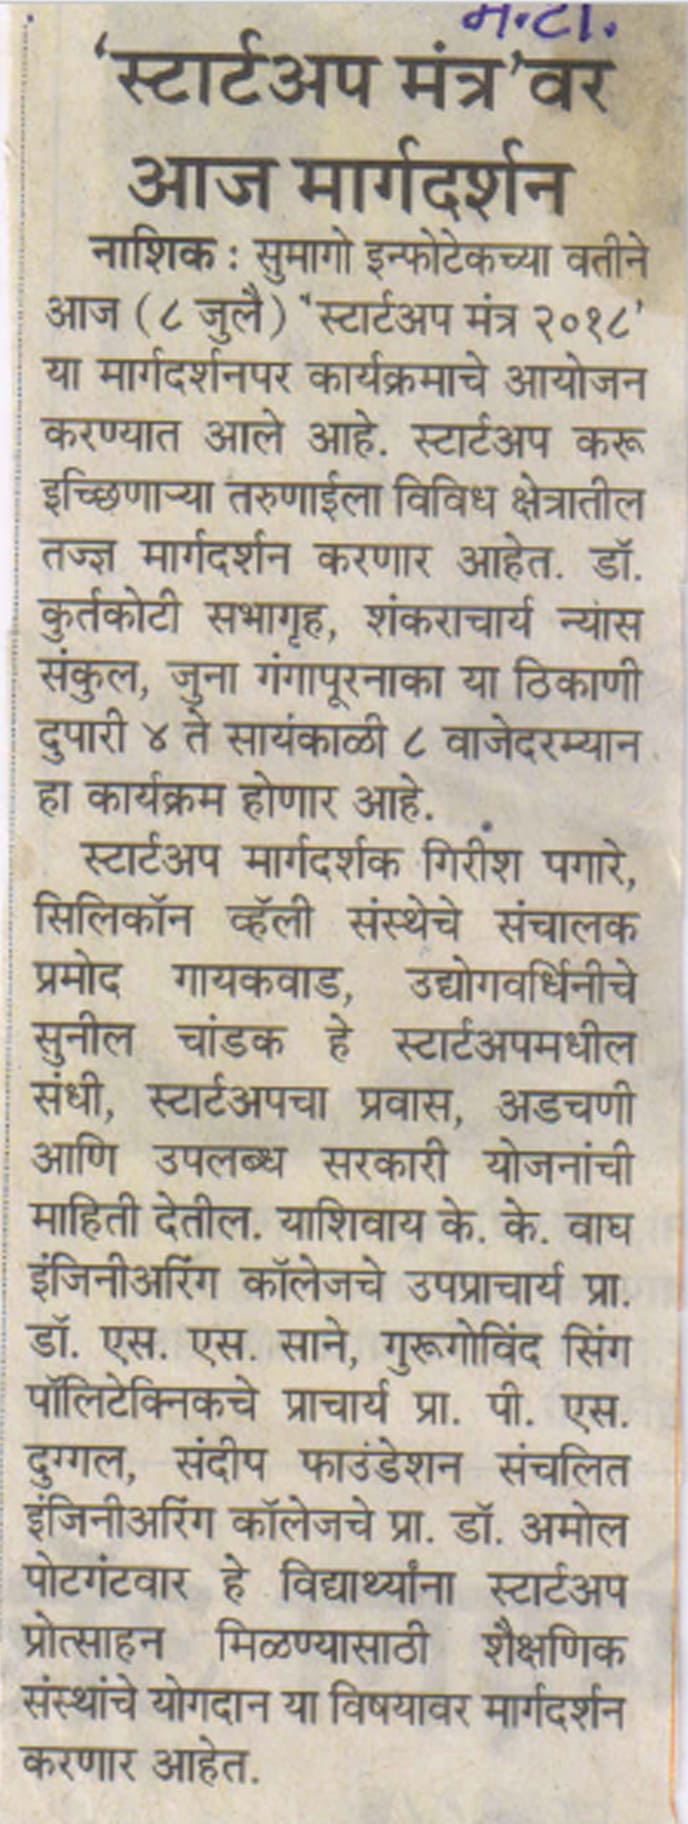 म.टा.
'स्टार्टअप मंत्र'वर
आज मार्गदर्शन
नाशिक : सुमागो इन्फोटेकच्या वतीने
आज (८ जुलै) "स्टार्टअप मंत्र २०१८'
या मार्गदर्शनपर कार्यक्रमाचे आयोजन
करण्यात आले आहे. स्टार्टअप करू
इच्छिणाऱ्या तरुणाईला विविध क्षेत्रातील
तज्ज्ञ मार्गदर्शन करणार आहेत. डॉ.
कुर्तकोटी सभागृह, शंकराचार्य न्यास
संकुल, जुना गंगापूरनाका या ठिकाणी
दुपारी ४ ते सायंकाळी ८ वाजेदरम्यान
हा कार्यक्रम होणार आहे.
स्टार्टअप मार्गदर्शक गिरीश पगारे,
सिलिकॉन व्हॅली संस्थेचे संचालक
प्रमोद गायकवाड, उद्योगवर्धिनीचे
सुनील चांडक हे स्टार्टअपमधील
संधी, स्टार्टअपचा प्रवास, अडचणी
आणि उपलब्ध सरकारी योजनांची
माहिती देतील. याशिवाय के. के. वाघ
इंजिनीअरिंग कॉलेजचे उपप्राचार्य प्रा.
डॉ. एस. एस. साने, गुरूगोविंद सिंग
पॉलिटेक्निकचे प्राचार्य प्रा. पी. एस.
दुग्गल, संदीप फाउंडेशन संचलित
इंजिनीअरिंग कॉलेजचे प्रा. डॉ. अमोल
पोटगंटवार हे विद्यार्थ्यांना स्टार्टअप
प्रोत्साहन मिळण्यासाठी शैक्षणिक
संस्थांचे योगदान या विषयावर मार्गदर्शन
करणार आहेत.